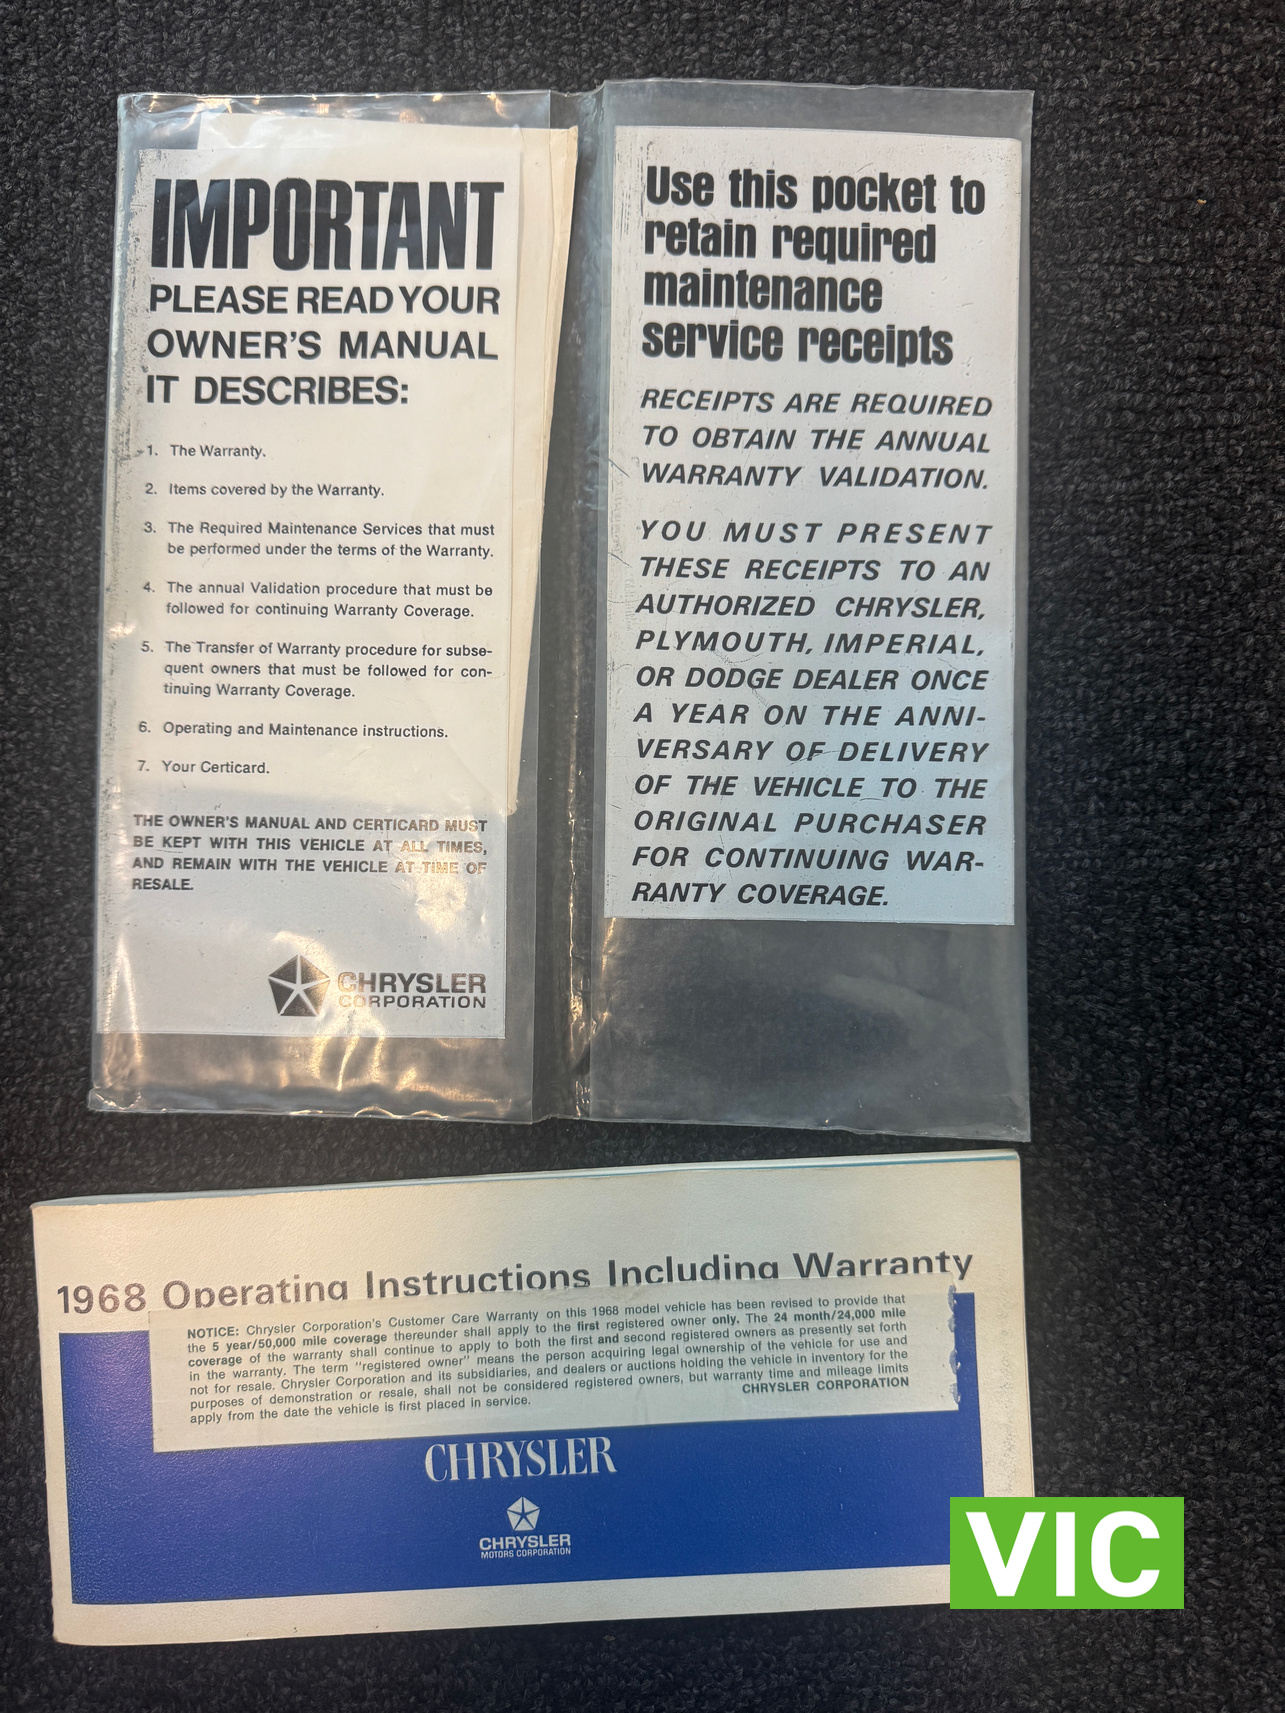 IMPORTANT
PLEASE READ YOUR
OWNER'S MANUAL
IT DESCRIBES:
1. The Warranty.
2. Items covered by the Warranty.
3. The Required Maintenance Services that must
be performed under the terms of the Warranty.
4. The annual Validation procedure that must be
followed for continuing Warranty Coverage.
5. The Transfer of Warranty procedure for subse-
quent owners that must be followed for con-
tinuing Warranty Coverage.
6. Operating and Maintenance instructions.
7. Your Certicard.
THE OWNER'S MANUAL AND CERTICARD MUST
BE KEPT WITH THIS VEHICLE AT ALL TIMES,
AND REMAIN WITH THE VEHICLE AT TIME OF
RESALE.
CHRYSLER
CORPORATION
Use this pocket to
retain required
maintenance
service receipts
RECEIPTS ARE REQUIRED
TO OBTAIN THE ANNUAL
WARRANTY VALIDATION.
YOU MUST PRESENT
THESE RECEIPTS TO AN
AUTHORIZED CHRYSLER,
PLYMOUTH, IMPERIAL,
OR DODGE DEALER ONCE
A YEAR ON THE ANNI-
VERSARY OF DELIVERY
OF THE VEHICLE TO THE
ORIGINAL PURCHASER
FOR CONTINUING WAR-
RANTY COVERAGE.
1968 Operating Instructions Including Warranty
NOTICE: Chrysler Corporation's Customer Care Warranty on this 1968 model vehicle has been revised to provide that
the 5 year/50,000 mile coverage thereunder shall apply to the first registered owner only. The 24 month/24,000 mile
coverage of the warranty shall continue to apply to both the first and second registered owners as presently set forth
in the warranty. The term "registered owner" means the person acquiring legal ownership of the vehicle for use and
not for resale. Chrysler Corporation and its subsidiaries, and dealers or auctions holding the vehicle in inventory for the
purposes of demonstration or resale, shall not be considered registered owners, but warranty time and mileage limits
apply from the date the vehicle is first placed in service.
CHRYSLER CORPORATION
CHRYSLER
CHRYSLER
MOTORS CORPORATION
VIC